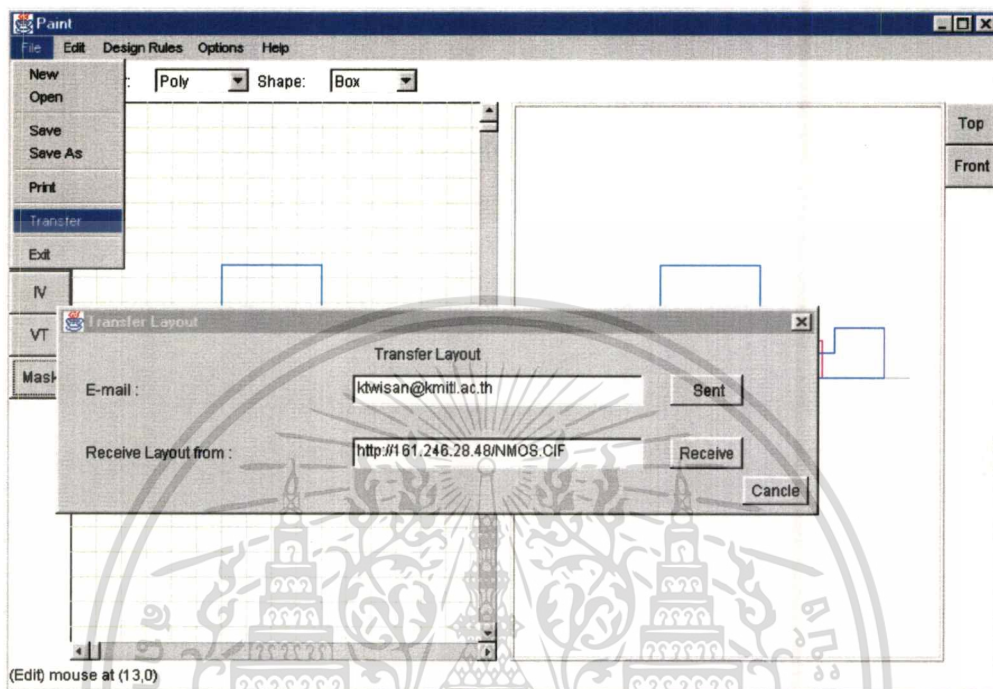 Paint
File Edit Design Rules Options Help
New
Open
Save
Save As
Print
Transfer
Exit
: Poly Shape: Box
Top
Front
IV
VT
Mask
Transfer Layout
Transfer Layout
E-mail : ktwisan@kmitl.ac.th Sent
Receive Layout from : http://161.246.28.48/NMOS.CIF Receive
Cancle
(Edit) mouse at (13,0)